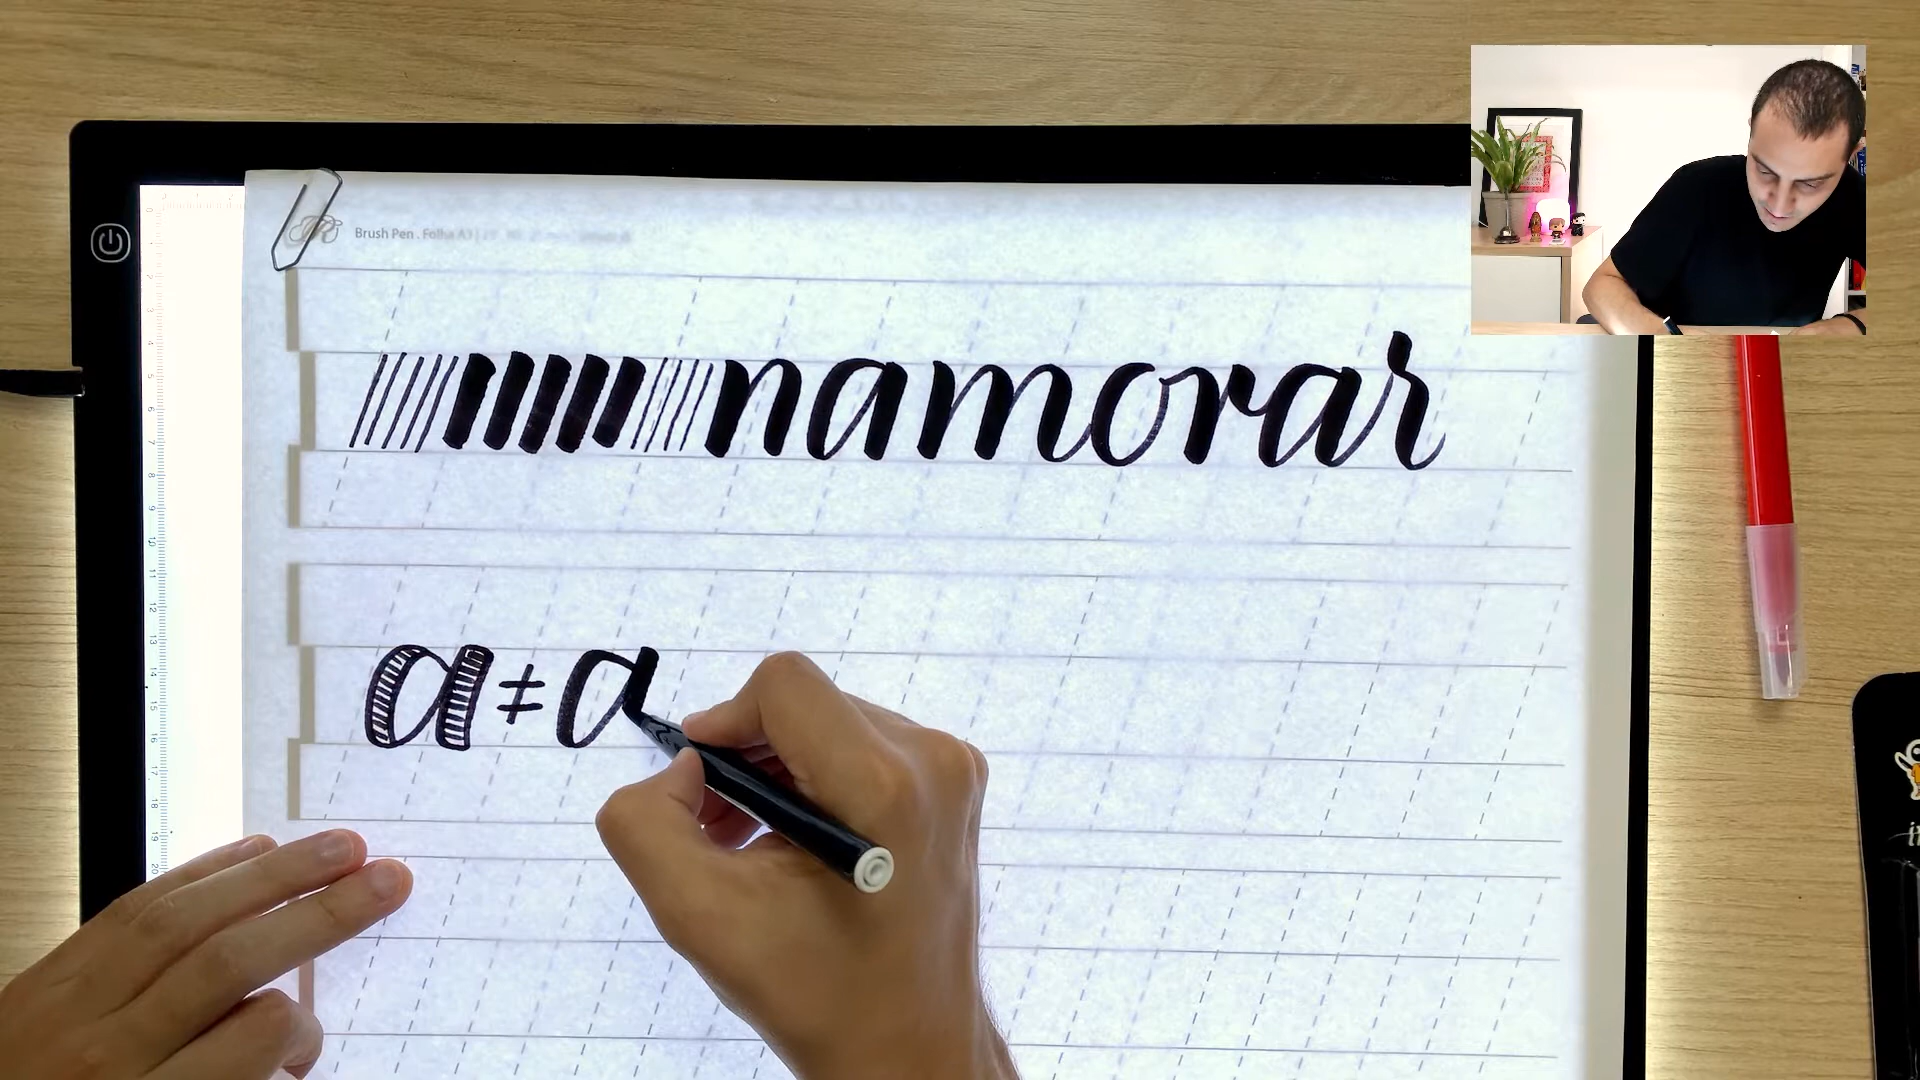 Brush Pen . Folha A3
namorar
a ≠ a